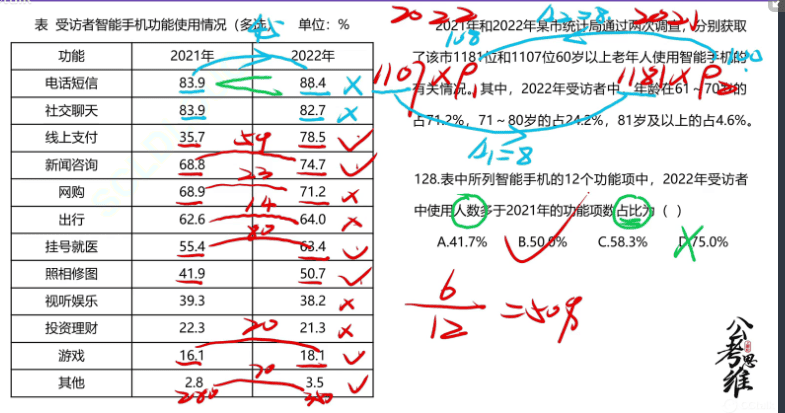 表 受访者智能手机功能使用情况（多选） 单位：%
功能 2021年 2022年
电话短信 83.9 88.4
社交聊天 83.9 82.7
线上支付 35.7 78.5
新闻咨询 68.8 74.7
网购 68.9 71.2
出行 62.6 64.0
挂号就医 55.4 63.4
照相修图 41.9 50.7
视听娱乐 39.3 38.2
投资理财 22.3 21.3
游戏 16.1 18.1
其他 2.8 3.5
45
59
23
14
80
20
70
280 350
2022 2021
2021年和2022年某市统计局通过两次调查，分别获取
了该市1181位和1107位60岁以上老年人使用智能手机的
有关情况。其中，2022年受访者中，年龄在61～70岁的
占71.2%，71～80岁的占24.2%，81岁及以上的占4.6%。
1107×P₁ 1181×P₂
Δ₁=8
128.表中所列智能手机的12个功能项中，2022年受访者
中使用人数多于2021年的功能项数占比为（ ）
A.41.7% B.50.0% C.58.3% D.75.0%
6
12 =50%
公考思维